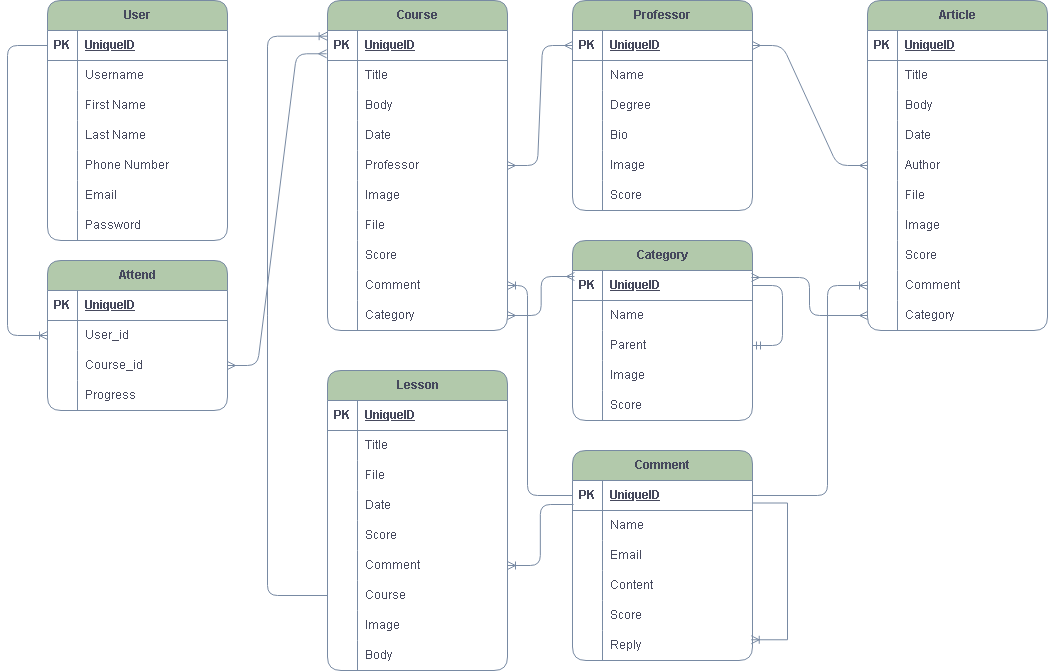 User
PK UniqueID
Username
First Name
Last Name
Phone Number
Email
Password
Attend
PK UniqueID
User_id
Course_id
Progress
Course
PK UniqueID
Title
Body
Date
Professor
Image
File
Score
Comment
Category
Lesson
PK UniqueID
Title
File
Date
Score
Comment
Course
Image
Body
Professor
PK UniqueID
Name
Degree
Bio
Image
Score
Category
PK UniqueID
Name
Parent
Image
Score
Comment
PK UniqueID
Name
Email
Content
Score
Reply
Article
PK UniqueID
Title
Body
Date
Author
File
Image
Score
Comment
Category